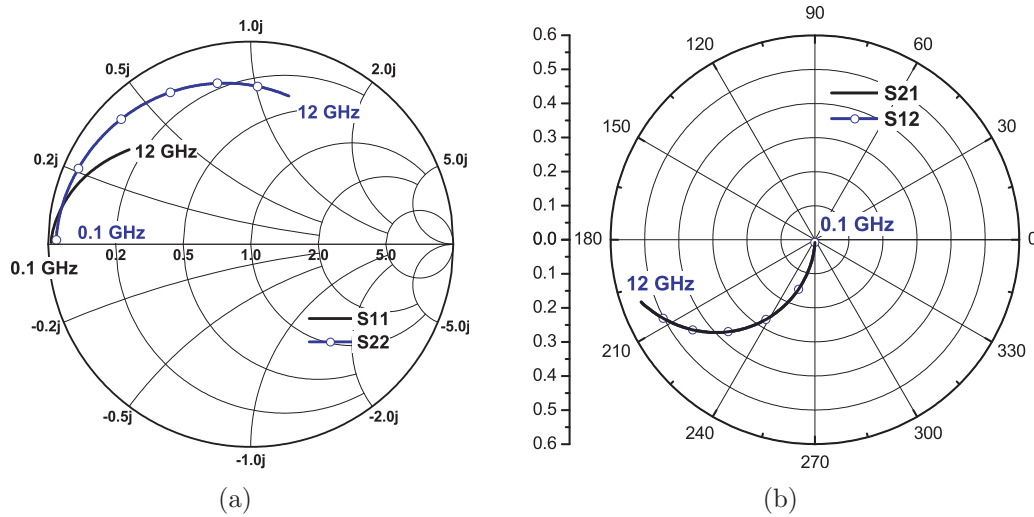 1.0j
0.5j
2.0j
0.2j
5.0j
12 GHz
12 GHz
0.1 GHz
0.1 GHz
0.2
0.5
1.0
2.0
5.0
-0.2j
-5.0j
S11
S22
-0.5j
-2.0j
-1.0j
(a)
0.6
0.5
0.4
0.3
0.2
0.1
0.0
0.1
0.2
0.3
0.4
0.5
0.6
90
120
60
S21
S12
150
30
0.1 GHz
180
0
12 GHz
210
330
240
300
270
(b)